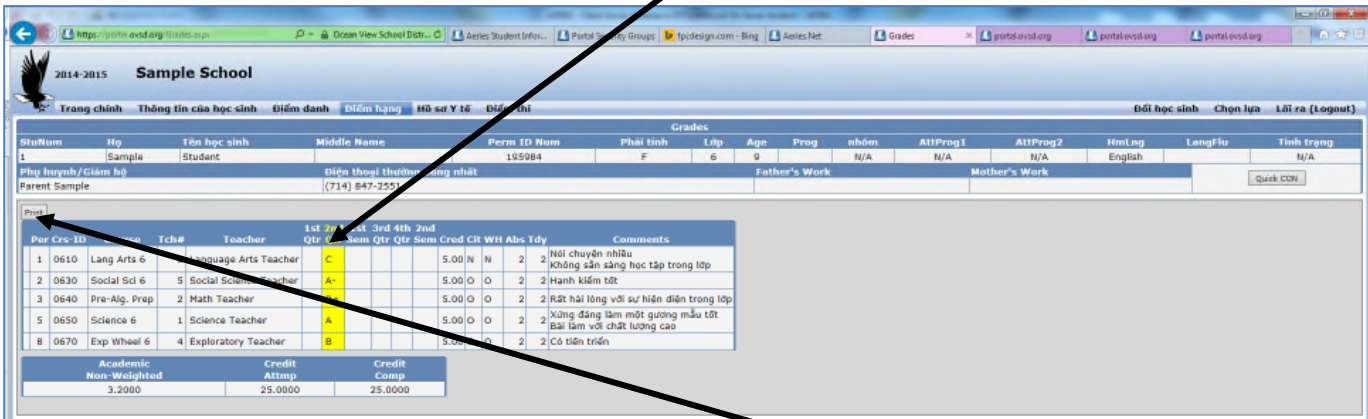 https://portal.ovsd.org/Grades.aspx
Ocean View School Distr...
Aeries Student Infor...
Portal Security Groups
fpcdesign.com - Bing
Aeries.Net
Grades
portal.ovsd.org
portal.ovsd.org
portal.ovsd.org
2014-2015 Sample School
Trang chính Thông tin của học sinh Điểm danh Điểm hạng Hồ sơ Y tế Điểm thi Đổi học sinh Chọn lựa Lối ra (Logout)
Grades
StuNum Họ Tên học sinh Middle Name Perm ID Num Phái tính Lớp Age Prog nhóm AttProg1 AttProg2 HmLng LangFlu Tình trạng
1 Sample Student 185984 F 6 9 N/A N/A N/A English N/A
Phụ huynh/Giám hộ Điện thoại thường dùng nhất Father's Work Mother's Work
Parent Sample (714) 847-2551 Quick CON
Print
1st 2nd 1st 3rd 4th 2nd
Per Crs-ID Course Tch# Teacher Qtr Sem Qtr Qtr Sem Cred Cit WH Abs Tdy Comments
1 0610 Lang Arts 6 Language Arts Teacher C 5.00 N N 2 2 Nói chuyện nhiều
Không sẵn sàng học tập trong lớp
2 0630 Social Sci 6 5 Social Science Teacher A- 5.00 O O 2 2 Hạnh kiểm tốt
3 0640 Pre-Alg. Prep 2 Math Teacher 5.00 O O 2 2 Rất hài lòng với sự hiện diện trong lớp
5 0650 Science 6 1 Science Teacher A 5.00 O O 2 2 Xứng đáng làm một gương mẫu tốt
Bài làm với chất lượng cao
8 0670 Exp Wheel 6 4 Exploratory Teacher B 5.00 O 2 2 Có tiến triển
Academic Credit Credit
Non-Weighted Attmp Comp
3.2000 25.0000 25.0000